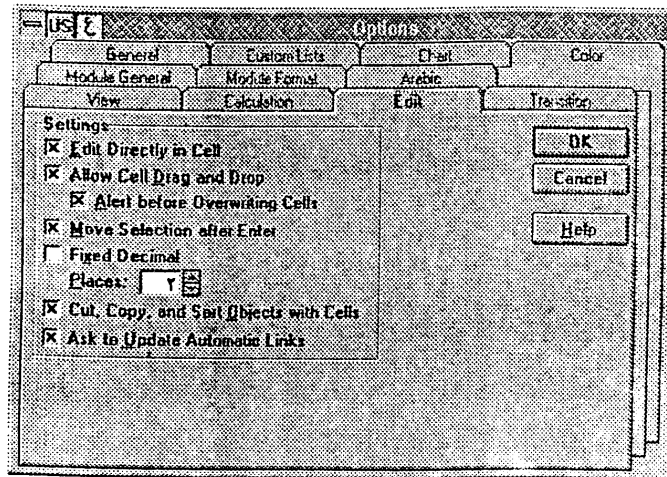 US ع Options
General Custom Lists Chart Color
Module General Module Format Arabic
View Calculation Edit Transition
Settings
Edit Directly in Cell
Allow Cell Drag and Drop
Alert before Overwriting Cells
Move Selection after Enter
Fixed Decimal
Places: ٢
Cut, Copy, and Sort Objects with Cells
Ask to Update Automatic Links
OK
Cancel
Help